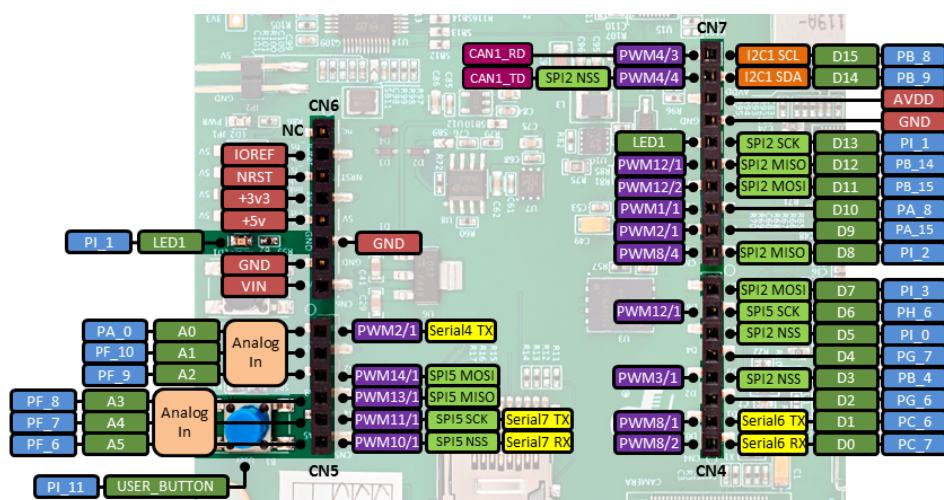 CN7
CAN1_RD PWM4/3 I2C1 SCL D15 PB_8
CAN1_TD SPI2 NSS PWM4/4 I2C1 SDA D14 PB_9
AVDD
GND
LED1 SPI2 SCK D13 PI_1
PWM12/1 SPI2 MISO D12 PB_14
PWM12/2 SPI2 MOSI D11 PB_15
PWM1/1 D10 PA_8
PWM2/1 D9 PA_15
PWM8/4 SPI2 MISO D8 PI_2
SPI2 MOSI D7 PI_3
PWM12/1 SPI5 SCK D6 PH_6
SPI2 NSS D5 PI_0
D4 PG_7
PWM3/1 SPI2 NSS D3 PB_4
D2 PG_6
PWM8/1 Serial6 TX D1 PC_6
PWM8/2 Serial6 RX D0 PC_7
CN4
CN6
NC
IOREF
NRST
+3v3
+5v
PI_1 LED1 GND
GND
VIN
PA_0 A0 PWM2/1 Serial4 TX
PF_10 A1
PF_9 A2 PWM14/1 SPI5 MOSI
Analog
In
PF_8 A3 PWM13/1 SPI5 MISO
PF_7 A4 PWM11/1 SPI5 SCK Serial7 TX
PF_6 A5 PWM10/1 SPI5 NSS Serial7 RX
Analog
In
CN5
PI_11 USER_BUTTON
119A
U14
JP2
U8
U7
U3
CAMERA